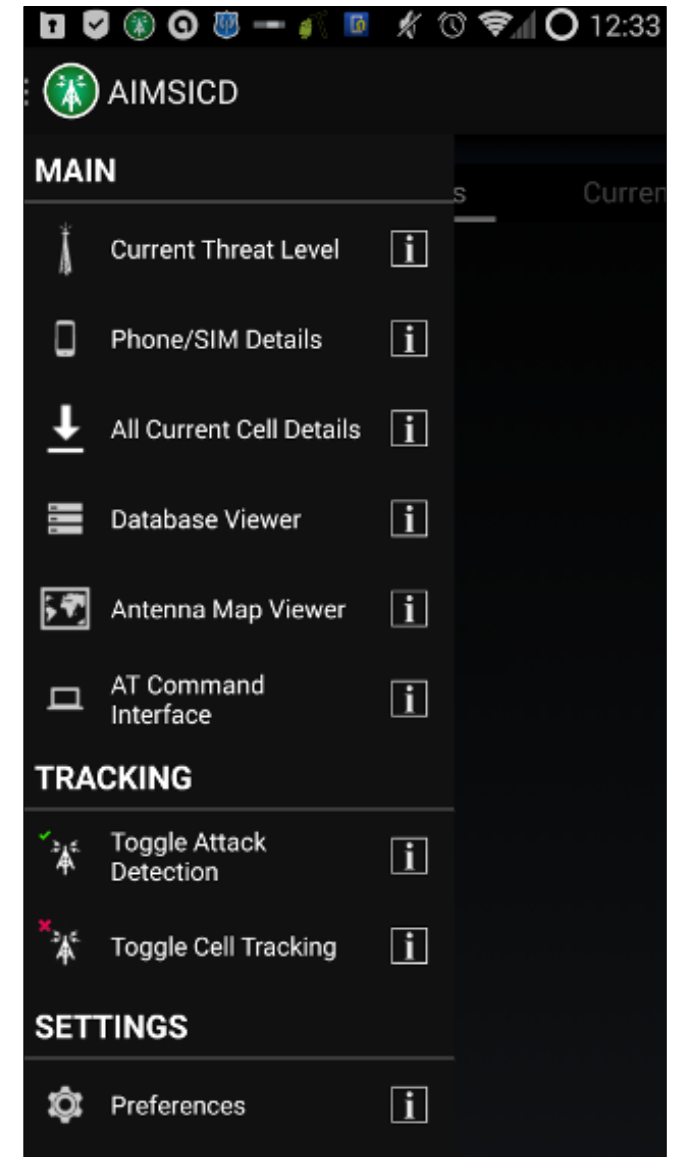 12:33
AIMSICD
MAIN
s Curren
Current Threat Level
Phone/SIM Details
All Current Cell Details
Database Viewer
Antenna Map Viewer
AT Command
Interface
TRACKING
Toggle Attack
Detection
Toggle Cell Tracking
SETTINGS
Preferences